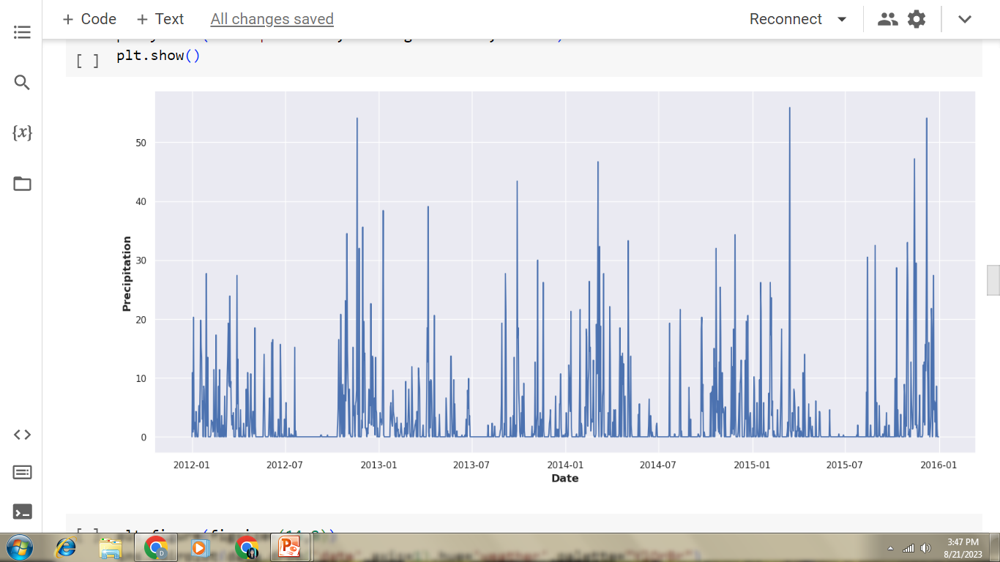 + Code + Text All changes saved Reconnect
[ ] plt.show()
{x}
50
40
30
20
10
0
Precipitation
2012-01 2012-07 2013-01 2013-07 2014-01 2014-07 2015-01 2015-07 2016-01
Date
3:47 PM
8/21/2023